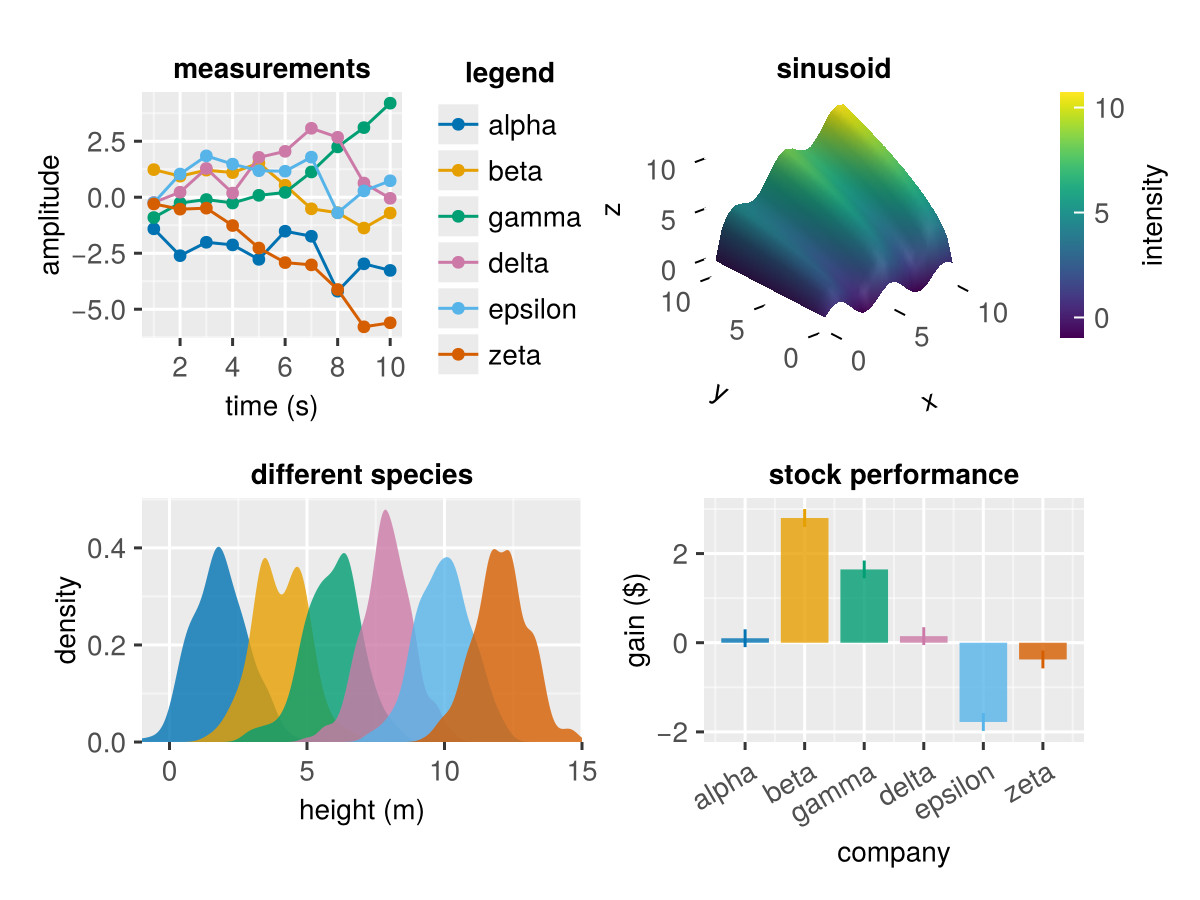 measurements
amplitude
2.5
0.0
−2.5
−5.0
2 4 6 8 10
time (s)
legend
alpha
beta
gamma
delta
epsilon
zeta
sinusoid
z
10
5
0
10
5
0
y
0
5
10
x
10
5
0
intensity
different species
density
0.4
0.2
0.0
0 5 10 15
height (m)
stock performance
gain ($)
2
0
−2
alpha beta gamma delta epsilon zeta
company